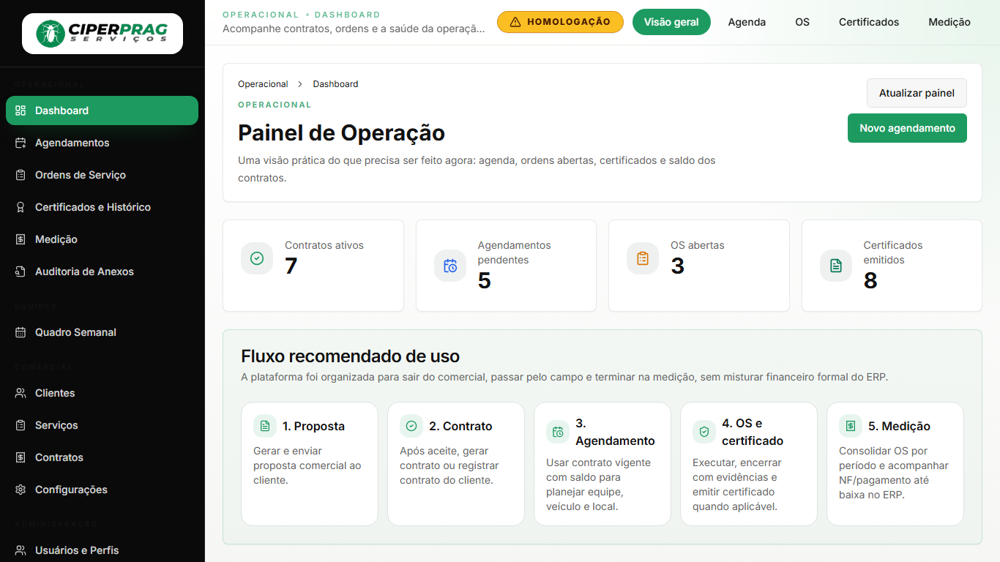 CIPERPRAG
SERVIÇOS
OPERACIONAL
Dashboard
Agendamentos
Ordens de Serviço
Certificados e Histórico
Medição
Auditoria de Anexos
EQUIPES
Quadro Semanal
COMERCIAL
Clientes
Serviços
Contratos
Configurações
ADMINISTRAÇÃO
Usuários e Perfis
OPERACIONAL • DASHBOARD
Acompanhe contratos, ordens e a saúde da operaçã...
HOMOLOGAÇÃO
Visão geral
Agenda
OS
Certificados
Medição
Operacional > Dashboard
OPERACIONAL
Painel de Operação
Uma visão prática do que precisa ser feito agora: agenda, ordens abertas, certificados e saldo dos
contratos.
Atualizar painel
Novo agendamento
Contratos ativos
7
Agendamentos
pendentes
5
OS abertas
3
Certificados
emitidos
8
Fluxo recomendado de uso
A plataforma foi organizada para sair do comercial, passar pelo campo e terminar na medição, sem misturar financeiro formal do ERP.
1. Proposta
Gerar e enviar
proposta comercial ao
cliente.
2. Contrato
Após aceite, gerar
contrato ou registrar
contrato do cliente.
3.
Agendamento
Usar contrato vigente
com saldo para
planejar equipe,
veículo e local.
4. OS e
certificado
Executar, encerrar
com evidências e
emitir certificado
quando aplicável.
5. Medição
Consolidar OS por
período e acompanhar
NF/pagamento até
baixa no ERP.